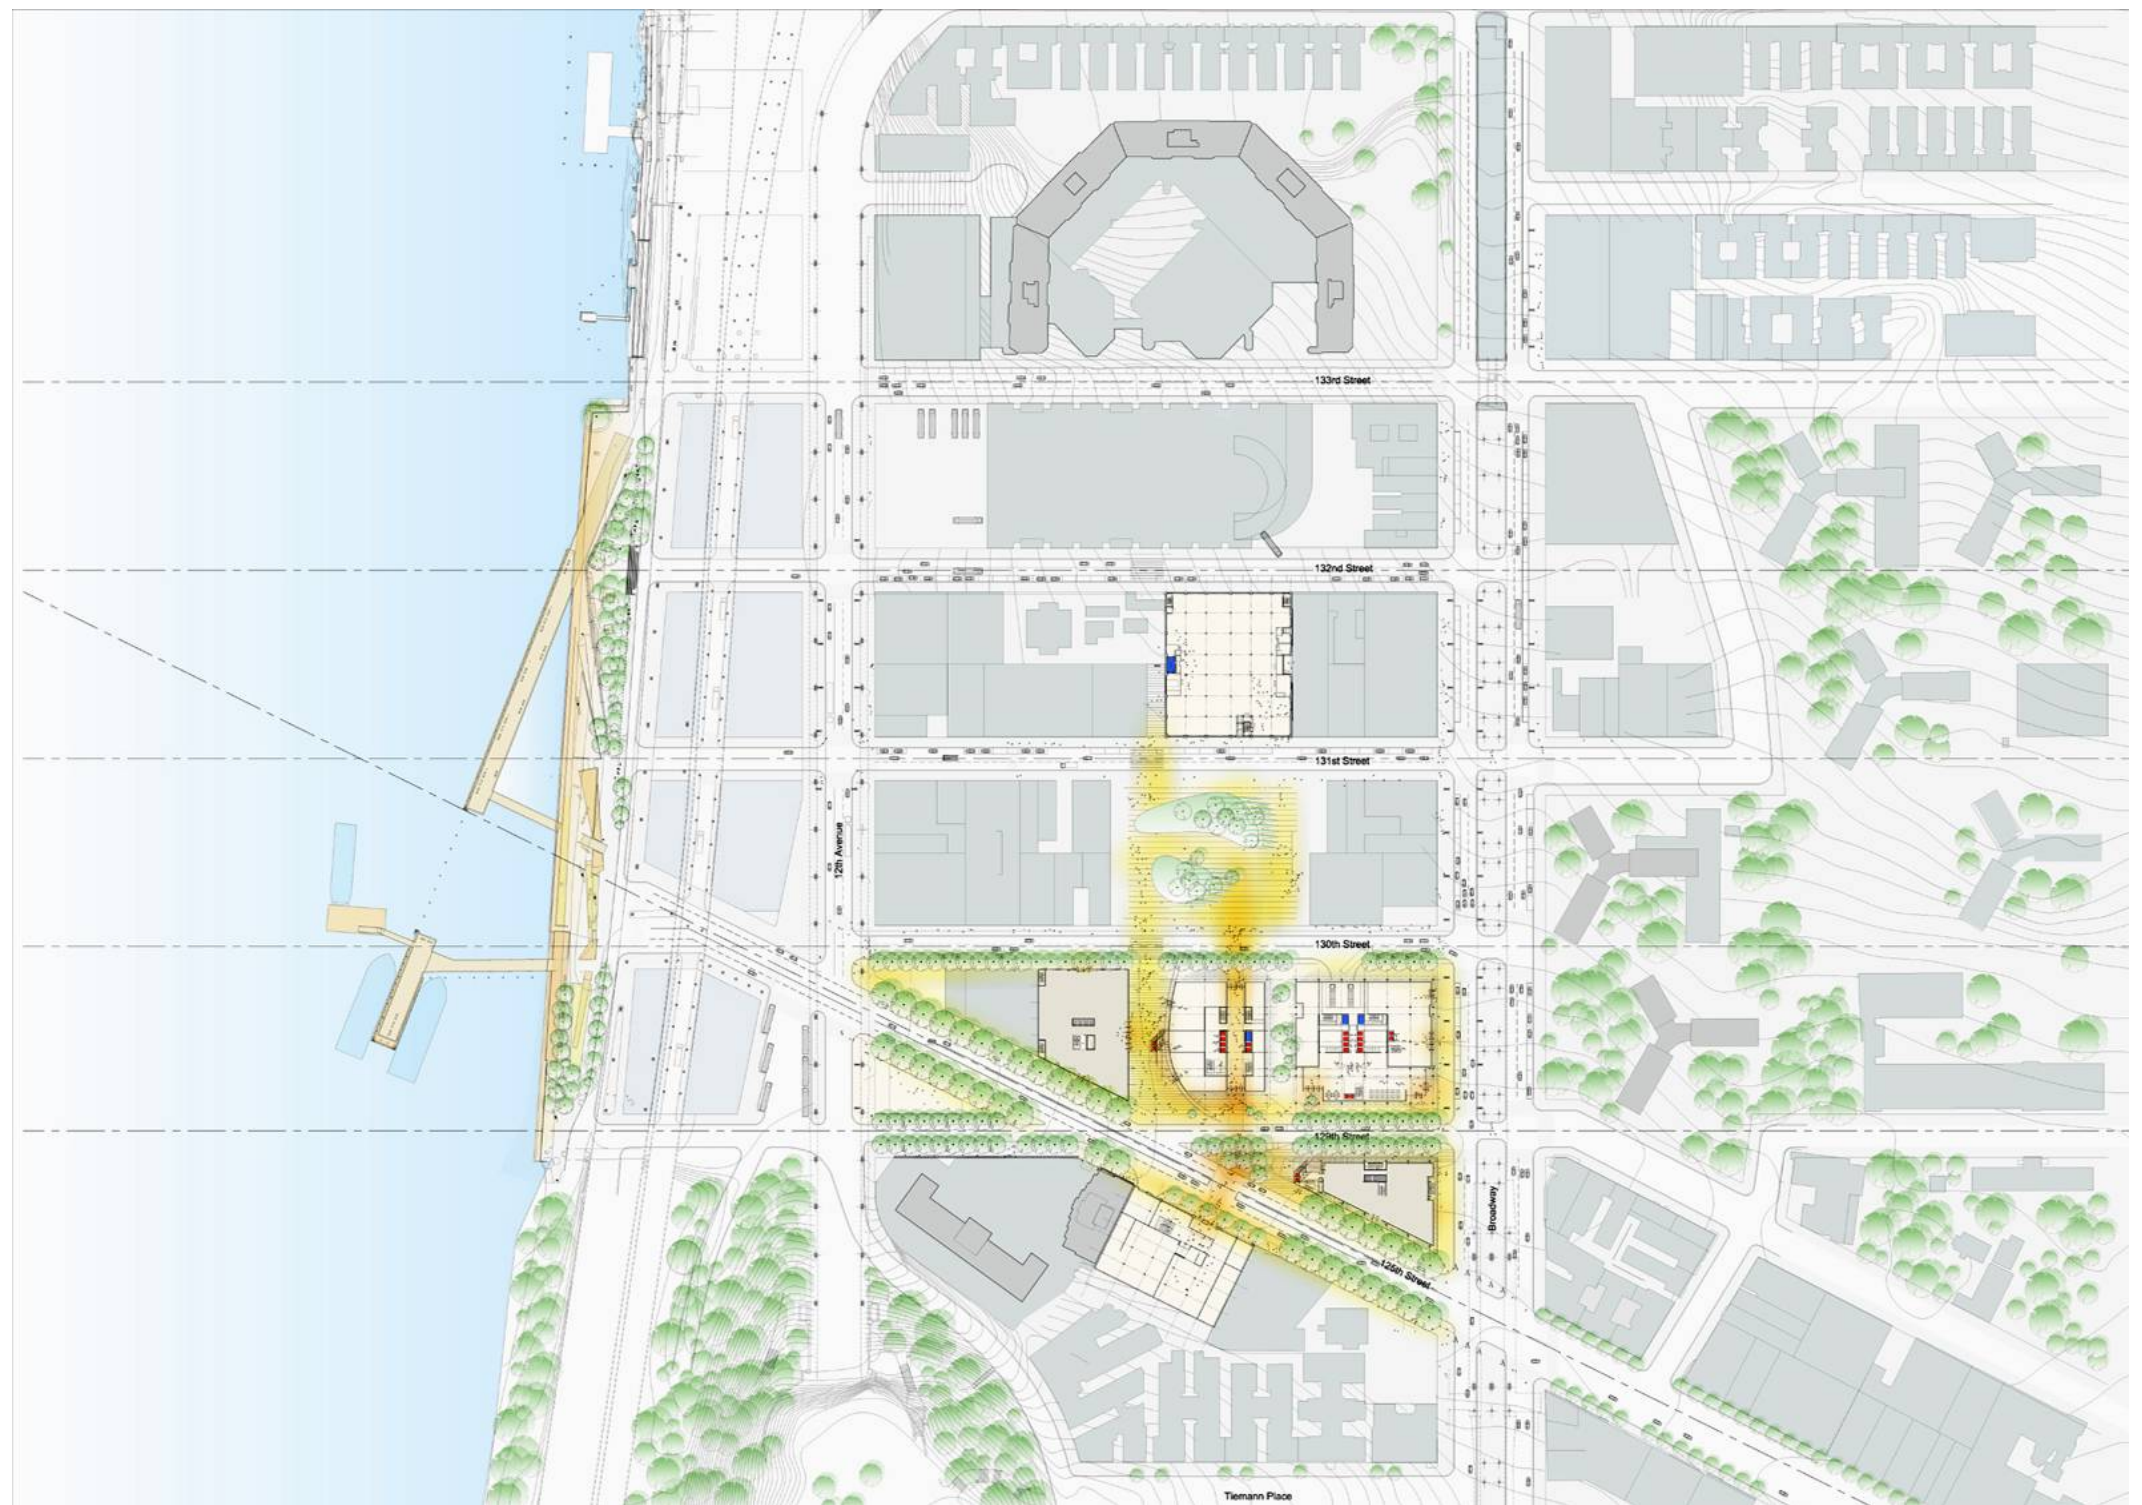 133rd Street
132nd Street
131st Street
12th Avenue
130th Street
129th Street
Broadway
125th Street
Tiemann Place